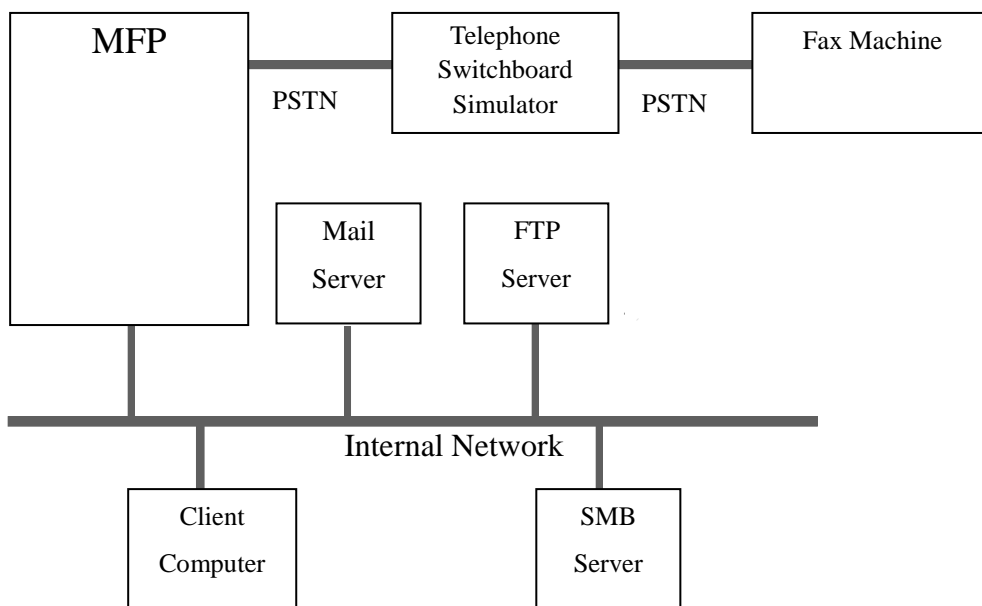 MFP
Telephone
Switchboard
Simulator
Fax Machine
PSTN
PSTN
Mail
Server
FTP
Server
Internal Network
Client
Computer
SMB
Server